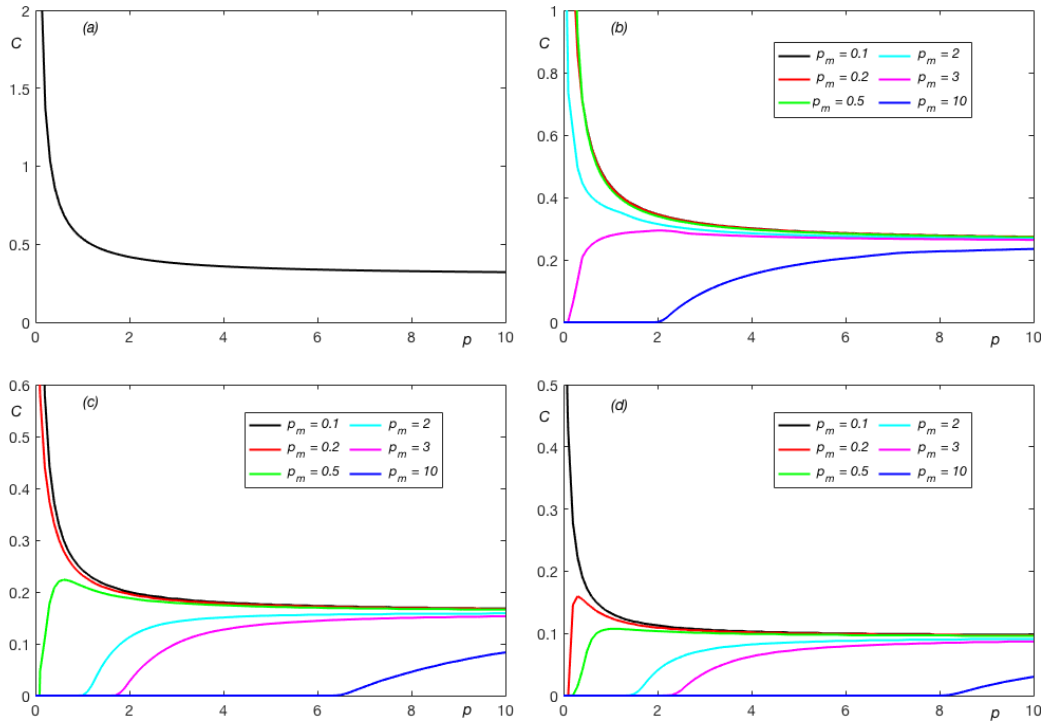 2
(a)
C
1.5
1
0.5
0
0 2 4 6 8 10
p
1
(b)
C
0.8
0.6
0.4
0.2
0
0 2 4 6 8 10
p
p_m = 0.1 p_m = 2
p_m = 0.2 p_m = 3
p_m = 0.5 p_m = 10
0.6
(c)
C
0.5
0.4
0.3
0.2
0.1
0
0 2 4 6 8 10
p
p_m = 0.1 p_m = 2
p_m = 0.2 p_m = 3
p_m = 0.5 p_m = 10
0.5
(d)
C
0.4
0.3
0.2
0.1
0
0 2 4 6 8 10
p
p_m = 0.1 p_m = 2
p_m = 0.2 p_m = 3
p_m = 0.5 p_m = 10